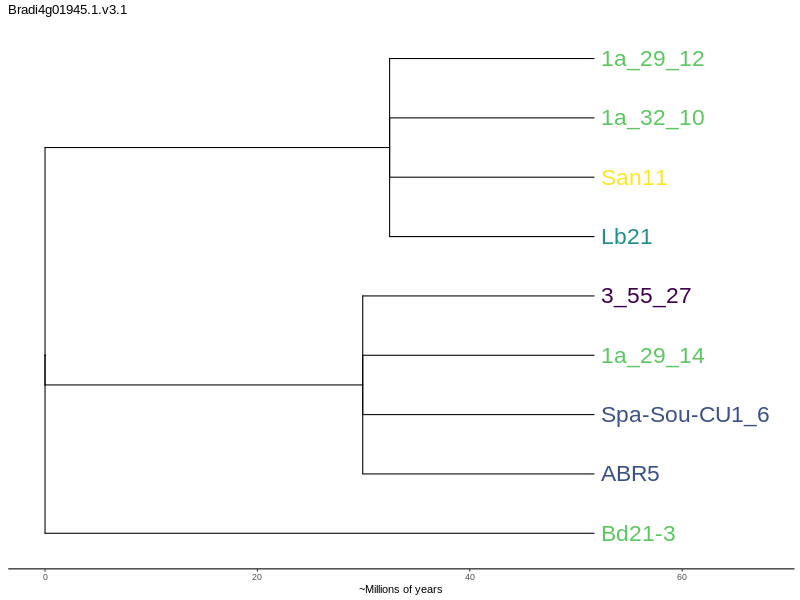 Bradi4g01945.1.v3.1
1a_29_12
1a_32_10
San11
Lb21
3_55_27
1a_29_14
Spa-Sou-CU1_6
ABR5
Bd21-3
0 20 40 60
~Millions of years